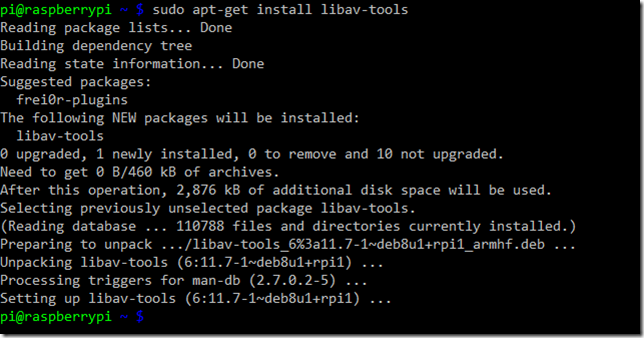 pi@raspberrypi ~ $ sudo apt-get install libav-tools
Reading package lists... Done
Building dependency tree
Reading state information... Done
Suggested packages:
  frei0r-plugins
The following NEW packages will be installed:
  libav-tools
0 upgraded, 1 newly installed, 0 to remove and 10 not upgraded.
Need to get 0 B/460 kB of archives.
After this operation, 2,876 kB of additional disk space will be used.
Selecting previously unselected package libav-tools.
(Reading database ... 110788 files and directories currently installed.)
Preparing to unpack .../libav-tools_6%3a11.7-1~deb8u1+rpi1_armhf.deb ...
Unpacking libav-tools (6:11.7-1~deb8u1+rpi1) ...
Processing triggers for man-db (2.7.0.2-5) ...
Setting up libav-tools (6:11.7-1~deb8u1+rpi1) ...
pi@raspberrypi ~ $